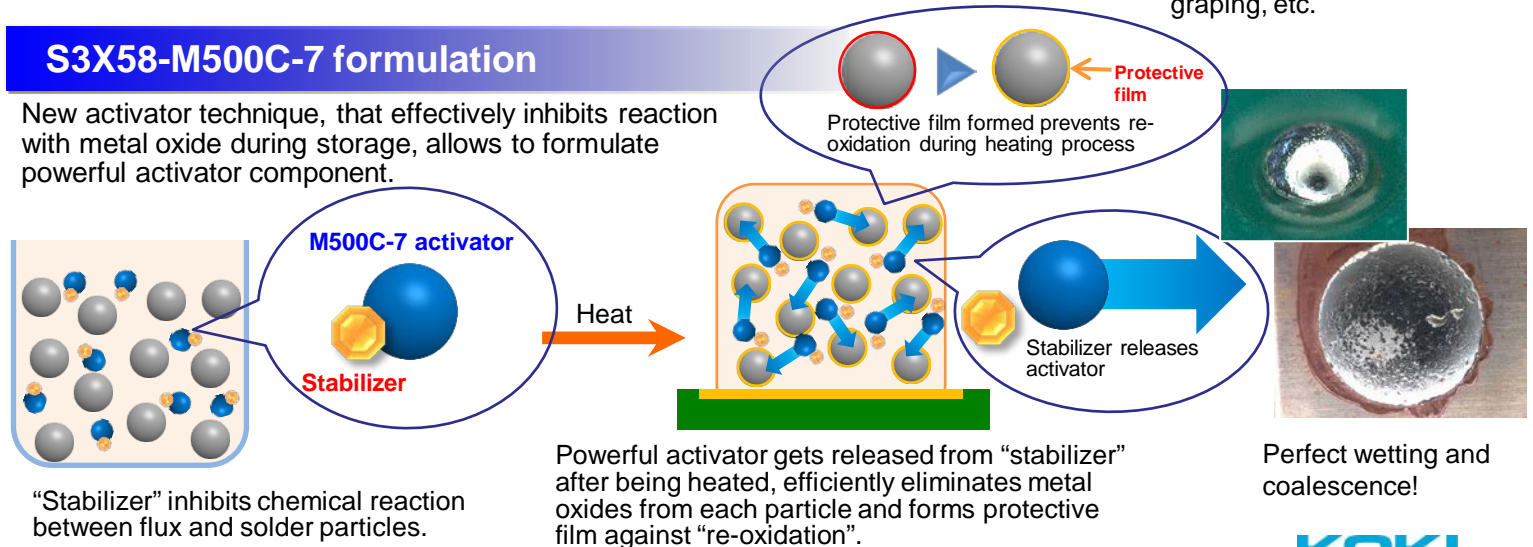 graping, etc.
S3X58-M500C-7 formulation
New activator technique, that effectively inhibits reaction
with metal oxide during storage, allows to formulate
powerful activator component.
Protective
film
Protective film formed prevents re-
oxidation during heating process
M500C-7 activator
Stabilizer
Heat
Stabilizer releases
activator
"Stabilizer" inhibits chemical reaction
between flux and solder particles.
Powerful activator gets released from “stabilizer”
after being heated, efficiently eliminates metal
oxides from each particle and forms protective
film against “re-oxidation”.
Perfect wetting and
coalescence!
KOKI